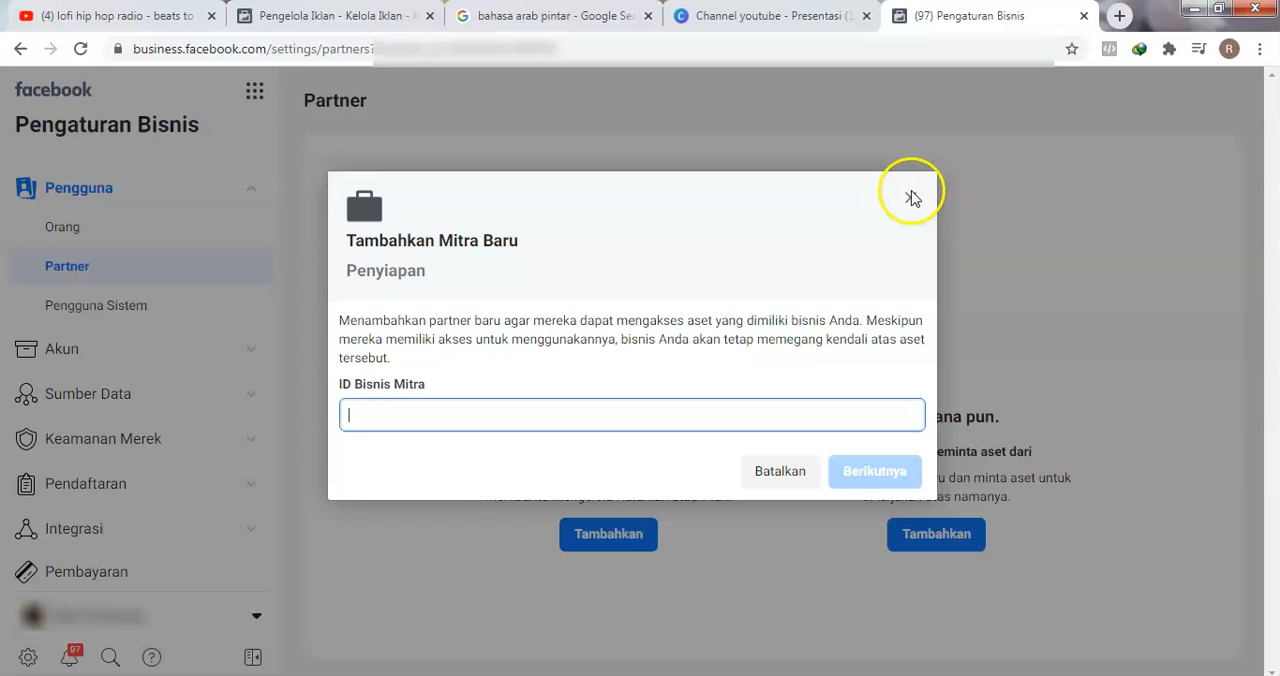 (4) lofi hip hop radio - beats to
Pengelola Iklan - Kelola Iklan -
bahasa arab pintar - Google Sea
Channel youtube - Presentasi (1
(97) Pengaturan Bisnis
business.facebook.com/settings/partners?
R
facebook
Pengaturan Bisnis
Pengguna
Orang
Partner
Pengguna Sistem
Akun
Sumber Data
Keamanan Merek
Pendaftaran
Integrasi
Pembayaran
97
Partner
Tambahkan Mitra Baru
Penyiapan
Menambahkan partner baru agar mereka dapat mengakses aset yang dimiliki bisnis Anda. Meskipun
mereka memiliki akses untuk menggunakannya, bisnis Anda akan tetap memegang kendali atas aset
tersebut.
ID Bisnis Mitra
Batalkan
Berikutnya
ana pun.
eminta aset dari
ru dan minta aset untuk
namanya.
Tambahkan
Tambahkan